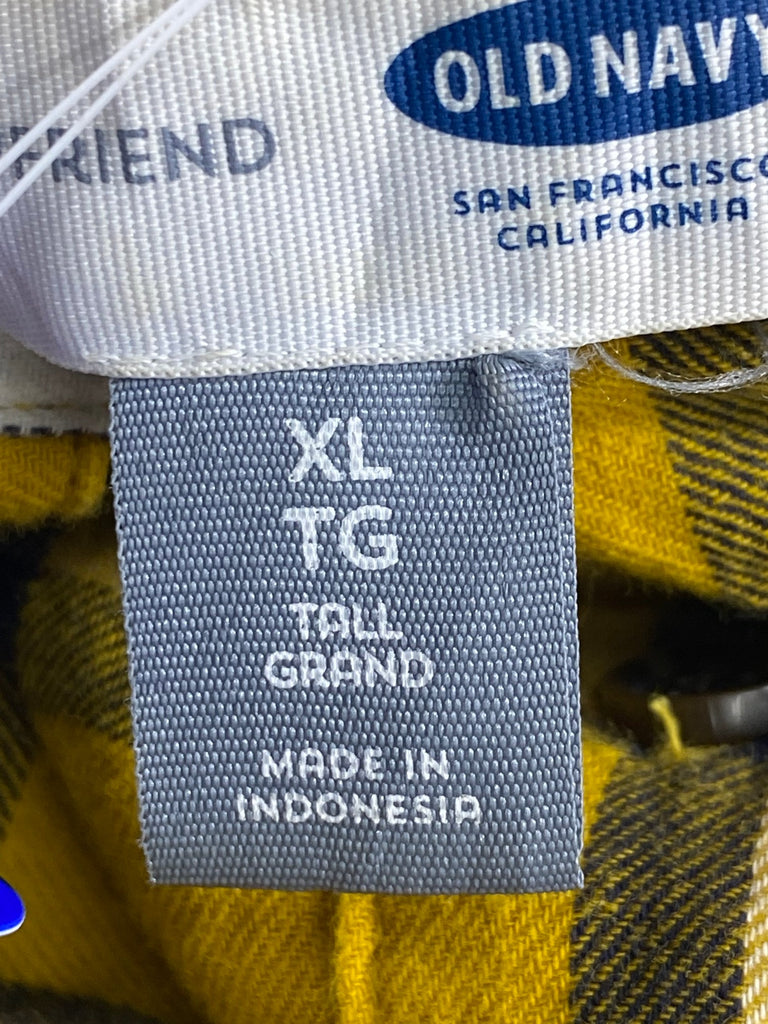 FRIEND
OLD NAVY
SAN FRANCISCO
CALIFORNIA
XL
TG
TALL
GRAND
MADE IN
INDONESIA